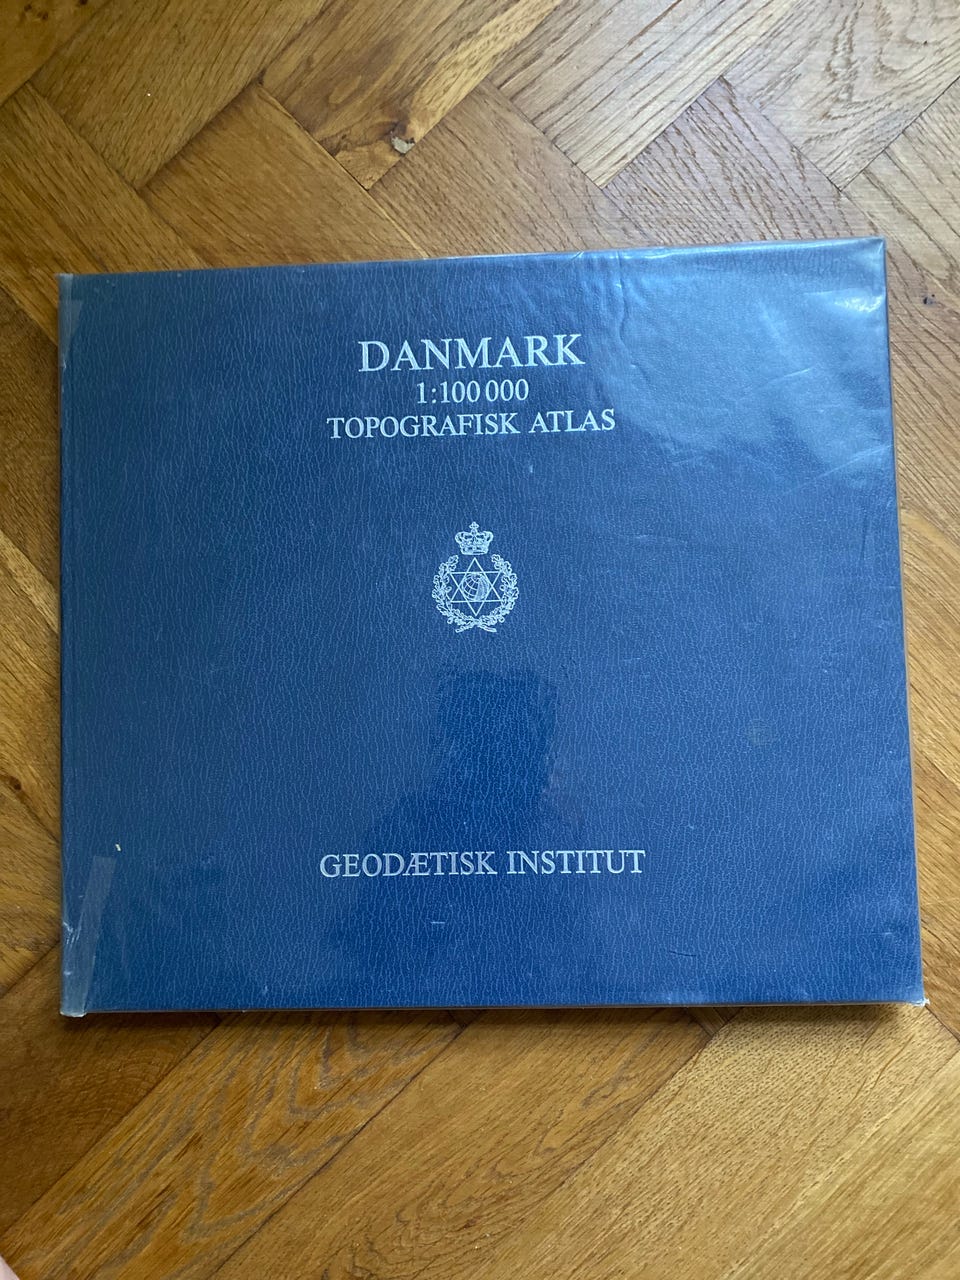 DANMARK
1:100 000
TOPOGRAFISK ATLAS
GEODÆTISK INSTITUT